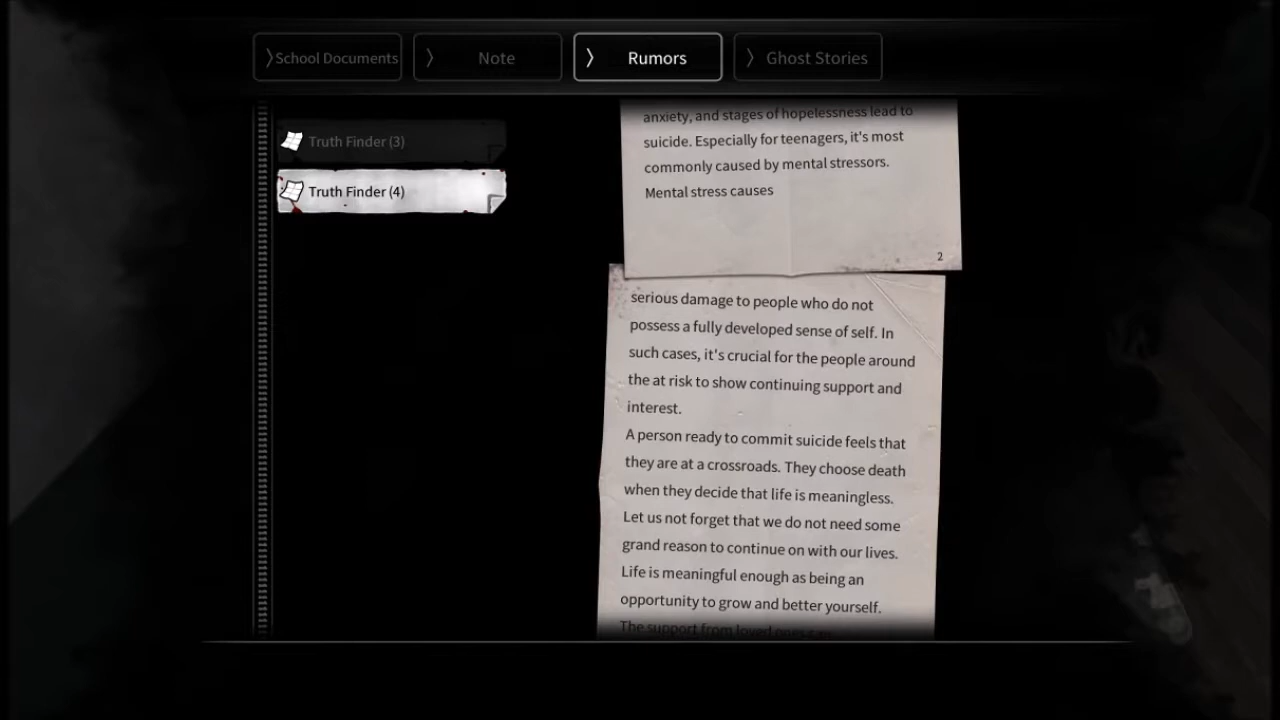 School Documents
Note
Rumors
Ghost Stories
Truth Finder (3)
Truth Finder (4)
anxiety, and stages of hopelessness lead to
suicide. Especially for teenagers, it's most
commonly caused by mental stressors.
Mental stress causes
2
serious damage to people who do not
possess a fully developed sense of self. In
such cases, it's crucial for the people around
the at risk to show continuing support and
interest.
A person ready to commit suicide feels that
they are at a crossroads. They choose death
when they decide that life is meaningless.
Let us not forget that we do not need some
grand reason to continue on with our lives.
Life is meaningful enough as being an
opportunity to grow and better yourself.
The support from loved ones